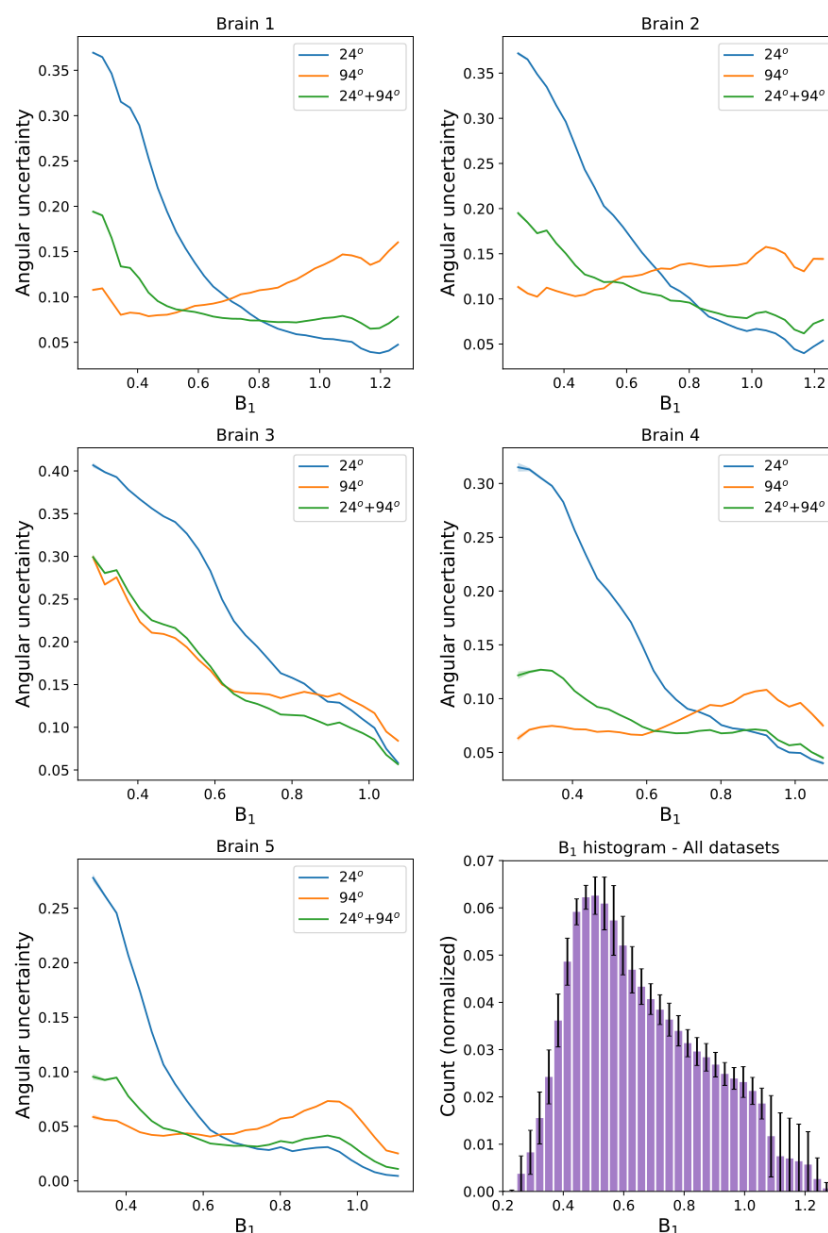 Brain 1
Angular uncertainty
0.35
0.30
0.25
0.20
0.15
0.10
0.05
24°
94°
24°+94°
0.4 0.6 0.8 1.0 1.2
B₁
Brain 2
Angular uncertainty
0.35
0.30
0.25
0.20
0.15
0.10
0.05
24°
94°
24°+94°
0.4 0.6 0.8 1.0 1.2
B₁
Brain 3
Angular uncertainty
0.40
0.35
0.30
0.25
0.20
0.15
0.10
0.05
24°
94°
24°+94°
0.4 0.6 0.8 1.0
B₁
Brain 4
Angular uncertainty
0.30
0.25
0.20
0.15
0.10
0.05
24°
94°
24°+94°
0.4 0.6 0.8 1.0
B₁
Brain 5
Angular uncertainty
0.25
0.20
0.15
0.10
0.05
0.00
24°
94°
24°+94°
0.4 0.6 0.8 1.0
B₁
B₁ histogram - All datasets
Count (normalized)
0.07
0.06
0.05
0.04
0.03
0.02
0.01
0.00
0.2 0.4 0.6 0.8 1.0 1.2
B₁